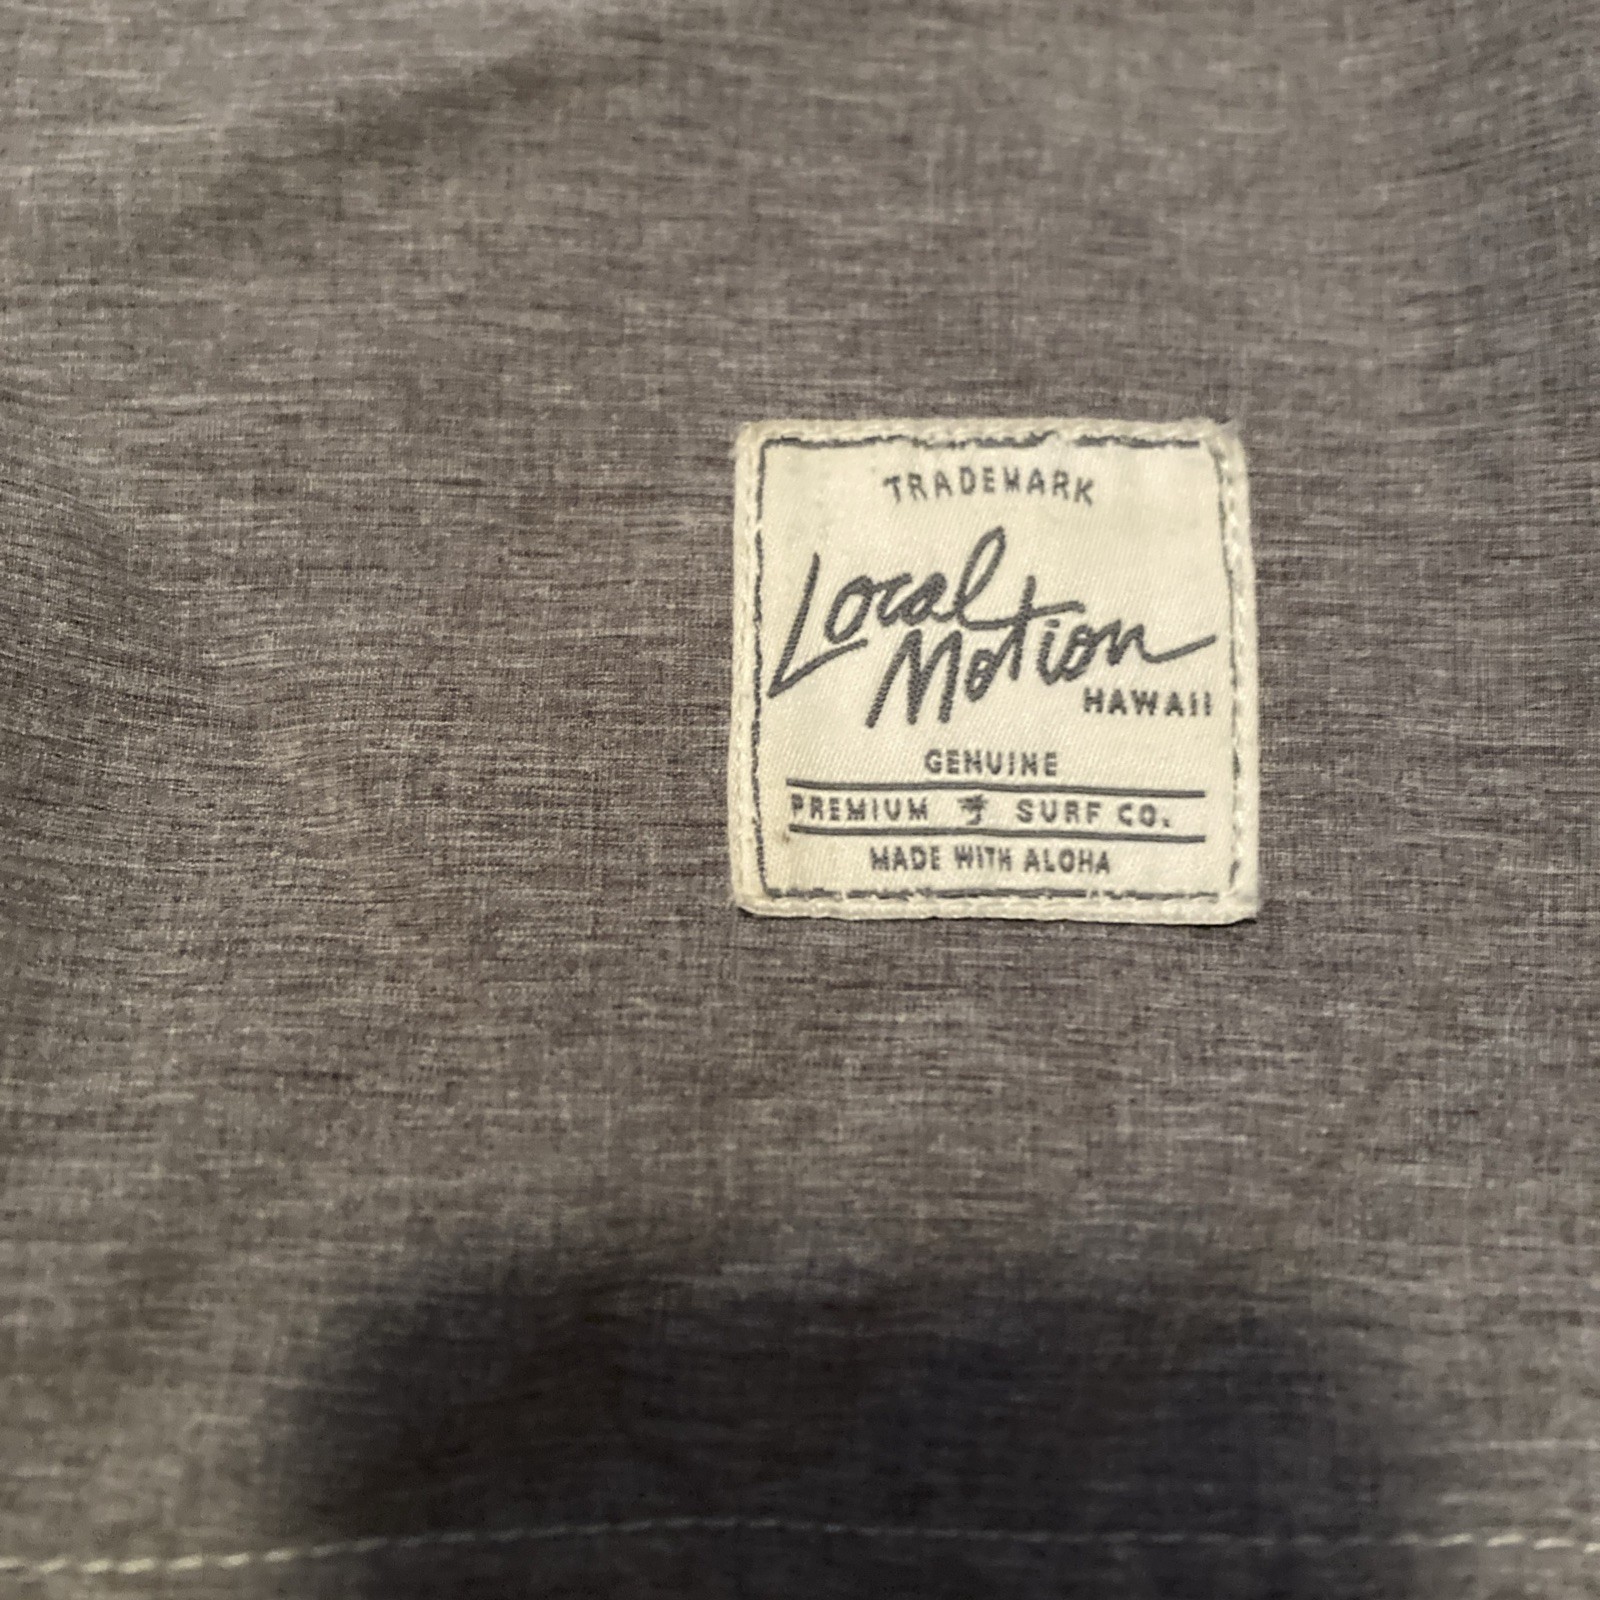 TRADEMARK
Local
Motion
HAWAII
GENUINE
PREMIUM SURF CO.
MADE WITH ALOHA